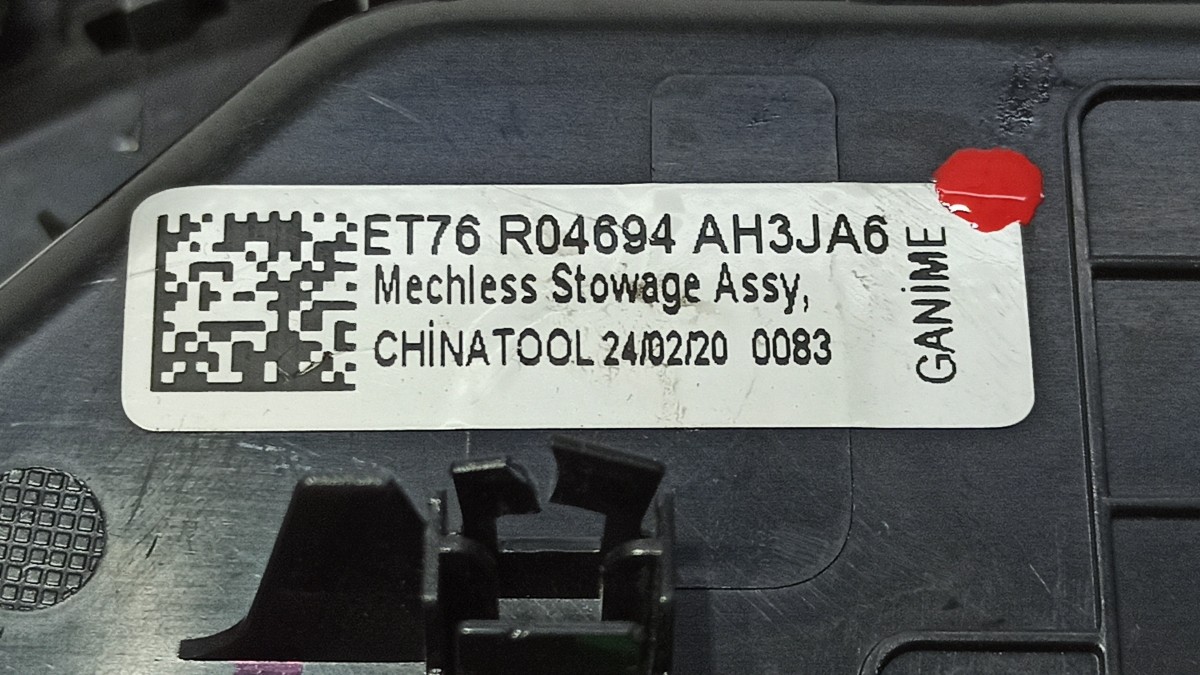 ET76 R04694 AH3JA6
Mechless Stowage Assy,
CHİNATOOL 24/02/20 0083
GANİME